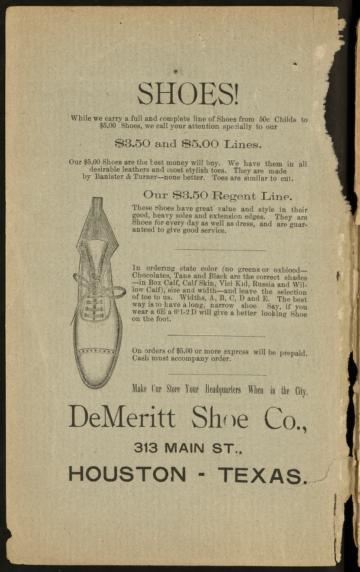 SHOES!
While we carry a full and complete line of Shoes from 50c Childs to
$5.00 Shoes, we call your attention specially to our
$3.50 and $5.00 Lines.
Our $5.00 Shoes are the best money will buy. We have them in all
desirable leathers and most stylish toes. They are made
by Banister & Turner—none better. Toes are similar to cut.
Our $3.50 Regent Line.
These Shoes have great value and style in their
good, heavy soles and extension edges. They are
Shoes for every day as well as dress, and are guar-
anteed to give good service.
In ordering state color (no greens or oxblood—
Chocolates, Tans and Black are the correct shades
—in Box Calf, Calf Skin, Vici Kid, Russia and Wil-
low Calf), size and width—and leave the selection
of toe to us. Widths, A, B, C, D and E. The best
way is to have a long, narrow shoe. Say, if you
wear a 6E a 6 1-2 D will give a better looking Shoe
on the foot.
On orders of $5.00 or more express will be prepaid.
Cash must accompany order.
Make Our Store Your Headquarters When in the City.
DeMeritt Shoe Co.,
313 MAIN ST.,
HOUSTON - TEXAS.